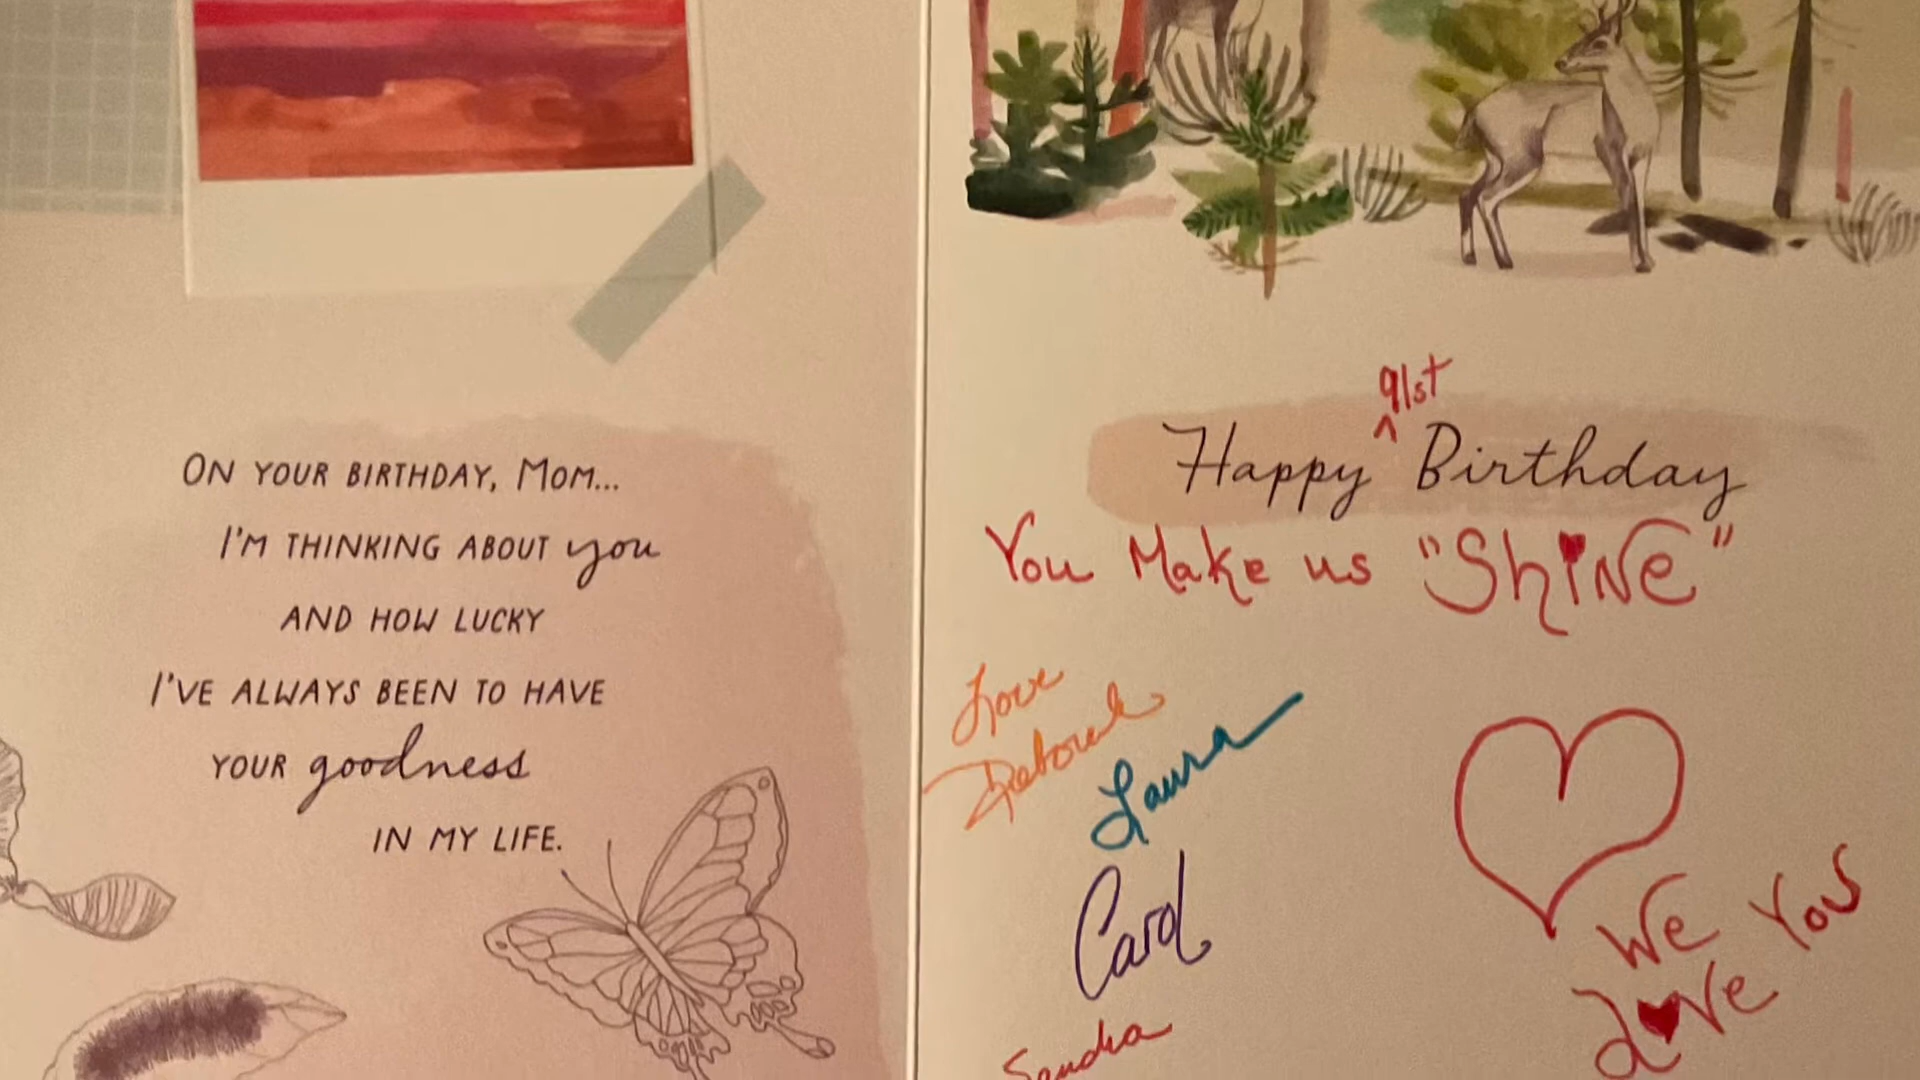 ON YOUR BIRTHDAY, MOM...
I'M THINKING ABOUT you
AND HOW LUCKY
I'VE ALWAYS BEEN TO HAVE
YOUR goodness
IN MY LIFE.
91st
^
Happy Birthday
You Make us "ShiNe"
Love
Deborah
Laura
Carol
Sandra
We You
LoVe